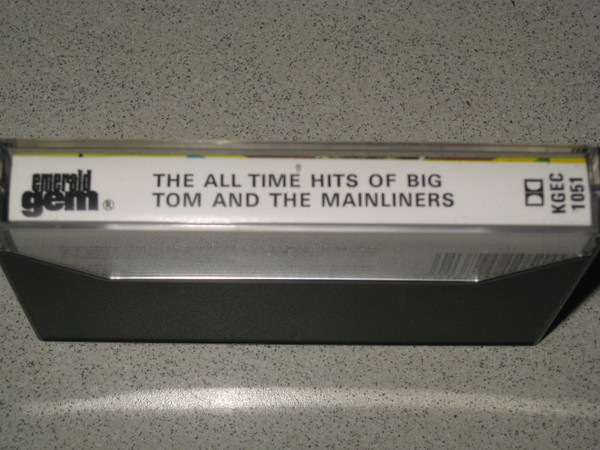 emerald
gem®
THE ALL TIME HITS OF BIG
TOM AND THE MAINLINERS
KGEC
1051